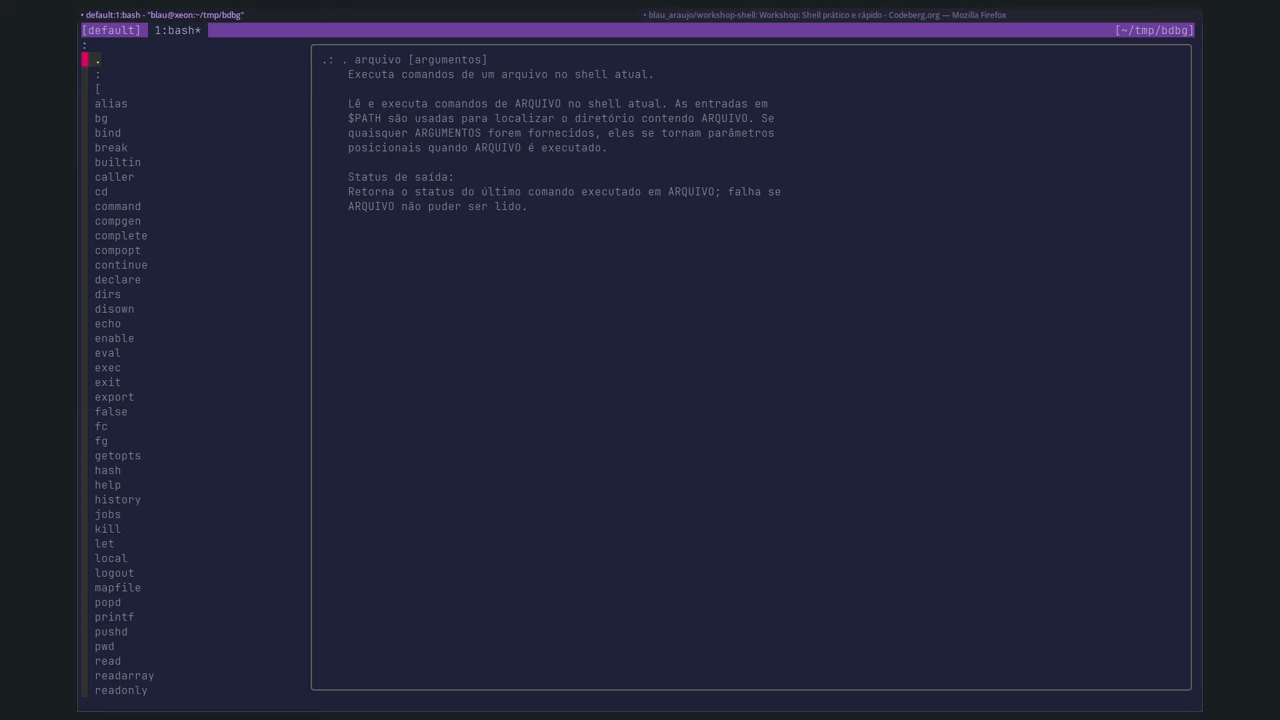 • default:1:bash - "blau@xeon:~/tmp/bdbg"
• blau_araujo/workshop-shell: Workshop: Shell prático e rápido - Codeberg.org — Mozilla Firefox
[default] 1:bash* [~/tmp/bdbg]
:
.
:
[
alias
bg
bind
break
builtin
caller
cd
command
compgen
complete
compopt
continue
declare
dirs
disown
echo
enable
eval
exec
exit
export
false
fc
fg
getopts
hash
help
history
jobs
kill
let
local
logout
mapfile
popd
printf
pushd
pwd
read
readarray
readonly
.: . arquivo [argumentos]
Executa comandos de um arquivo no shell atual.
Lê e executa comandos de ARQUIVO no shell atual. As entradas em
$PATH são usadas para localizar o diretório contendo ARQUIVO. Se
quaisquer ARGUMENTOS forem fornecidos, eles se tornam parâmetros
posicionais quando ARQUIVO é executado.
Status de saída:
Retorna o status do último comando executado em ARQUIVO; falha se
ARQUIVO não puder ser lido.